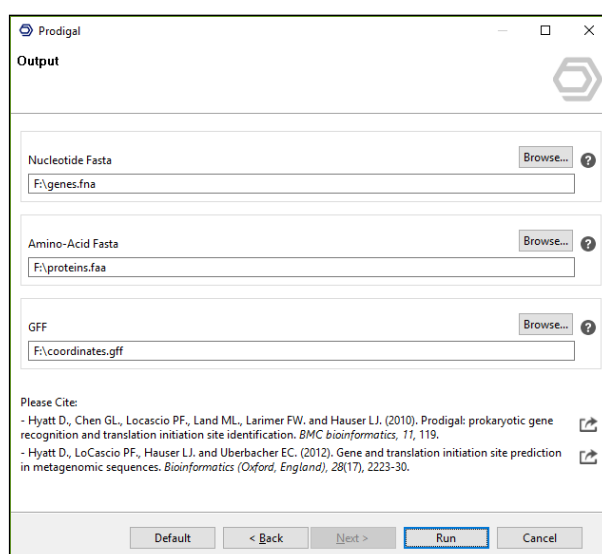 Prodigal
Output
Nucleotide Fasta
Browse...
?
F:\genes.fna
Amino-Acid Fasta
Browse...
?
F:\proteins.faa
GFF
Browse...
?
F:\coordinates.gff
Please Cite:
- Hyatt D., Chen GL., Locascio PF., Land ML., Larimer FW. and Hauser LJ. (2010). Prodigal: prokaryotic gene
recognition and translation initiation site identification. BMC bioinformatics, 11, 119.
- Hyatt D., LoCascio PF., Hauser LJ. and Uberbacher EC. (2012). Gene and translation initiation site prediction
in metagenomic sequences. Bioinformatics (Oxford, England), 28(17), 2223-30.
Default < Back Next > Run Cancel